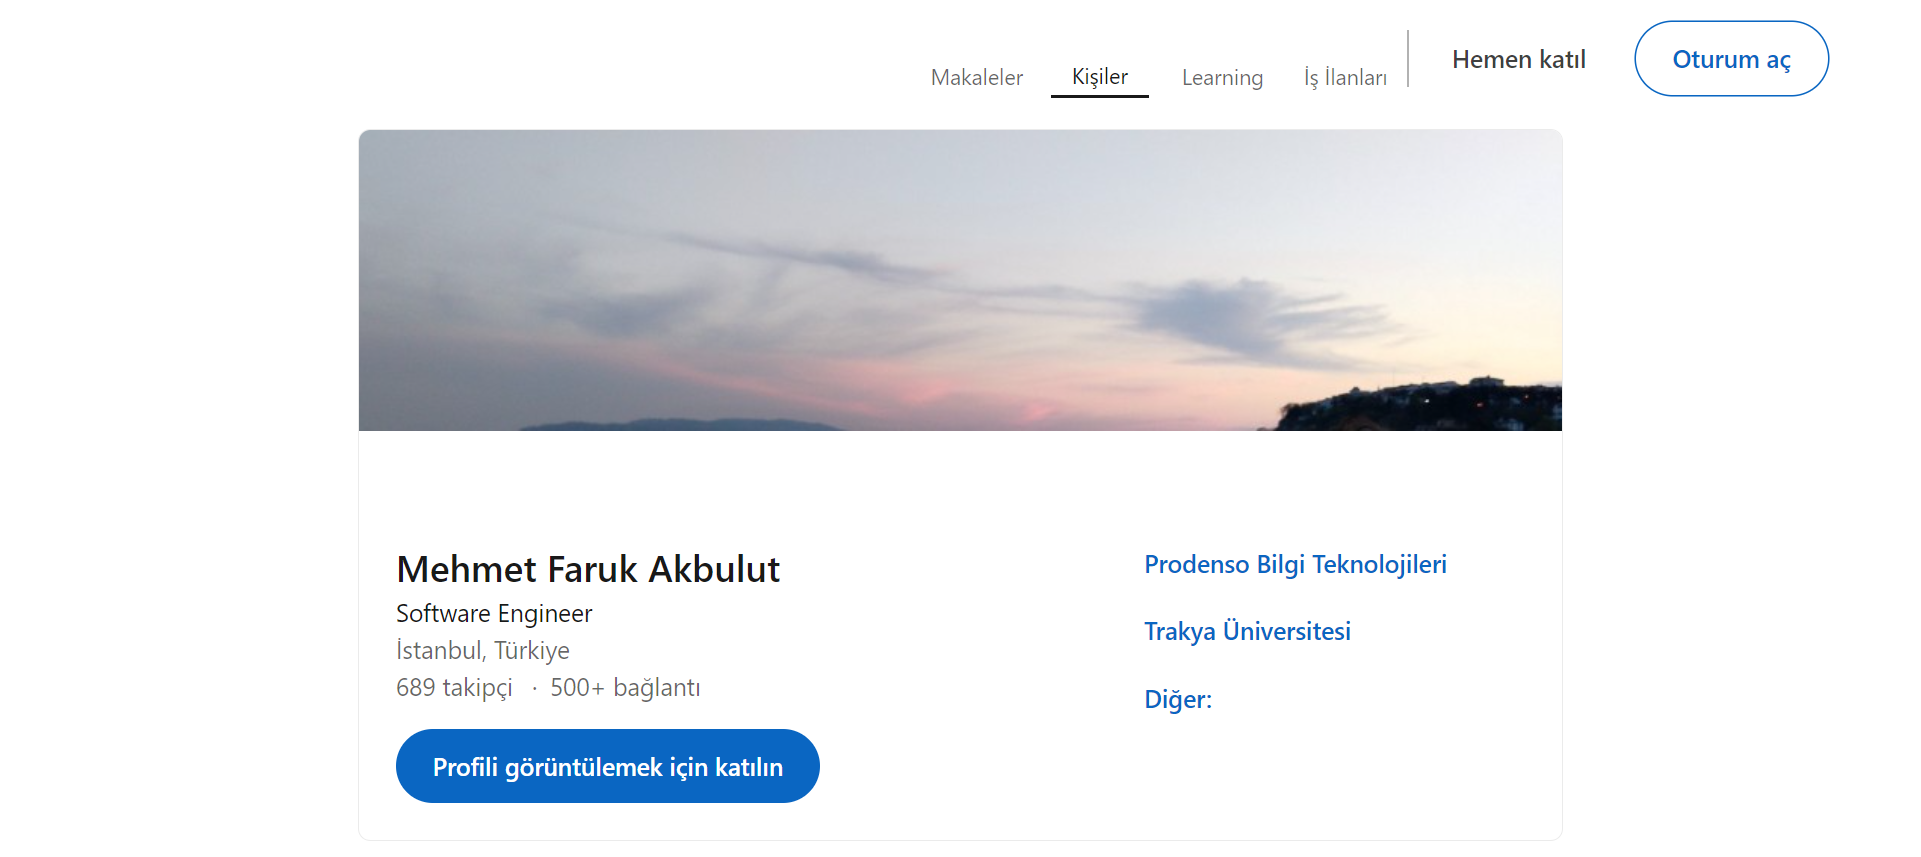 Makaleler
Kişiler
Learning
İş İlanları
Hemen katıl
Oturum aç
Mehmet Faruk Akbulut
Software Engineer
İstanbul, Türkiye
689 takipçi · 500+ bağlantı
Profili görüntülemek için katılın
Prodenso Bilgi Teknolojileri
Trakya Üniversitesi
Diğer: